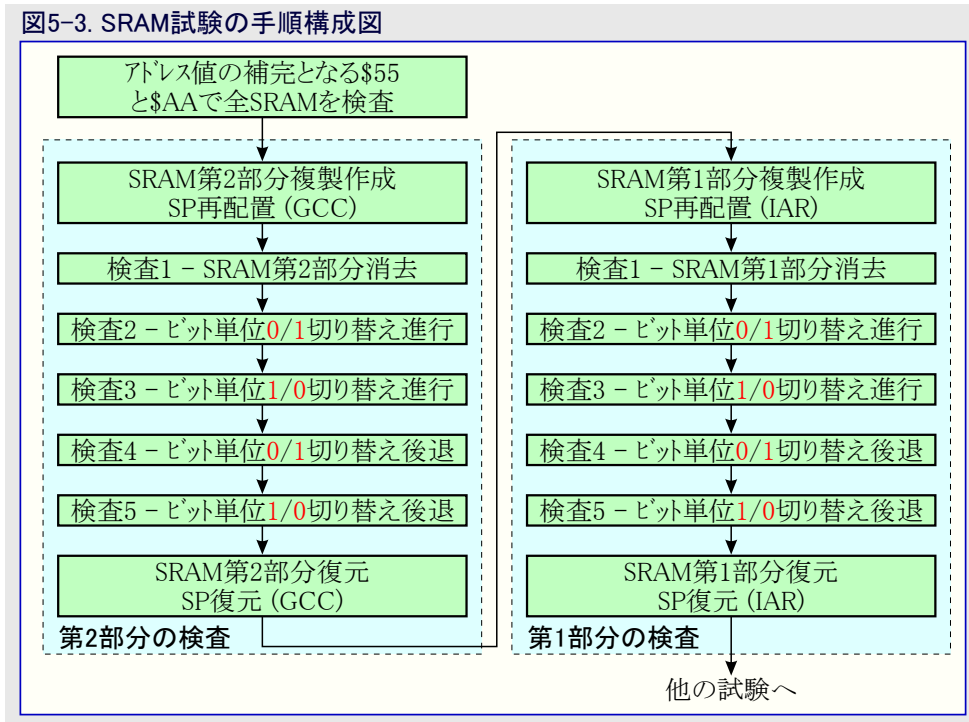 図5-3. SRAM試験の手順構成図
アドレス値の補完となる$55
と$AAで全SRAMを検査
SRAM第2部分複製作成
SP再配置 (GCC)
検査1 − SRAM第2部分消去
検査2 − ビット単位0/1切り替え進行
検査3 − ビット単位1/0切り替え進行
検査4 − ビット単位0/1切り替え後退
検査5 − ビット単位1/0切り替え後退
SRAM第2部分復元
SP復元 (GCC)
第2部分の検査
SRAM第1部分複製作成
SP再配置 (IAR)
検査1 − SRAM第1部分消去
検査2 − ビット単位0/1切り替え進行
検査3 − ビット単位1/0切り替え進行
検査4 − ビット単位0/1切り替え後退
検査5 − ビット単位1/0切り替え後退
SRAM第1部分復元
SP復元 (IAR)
第1部分の検査
他の試験へ